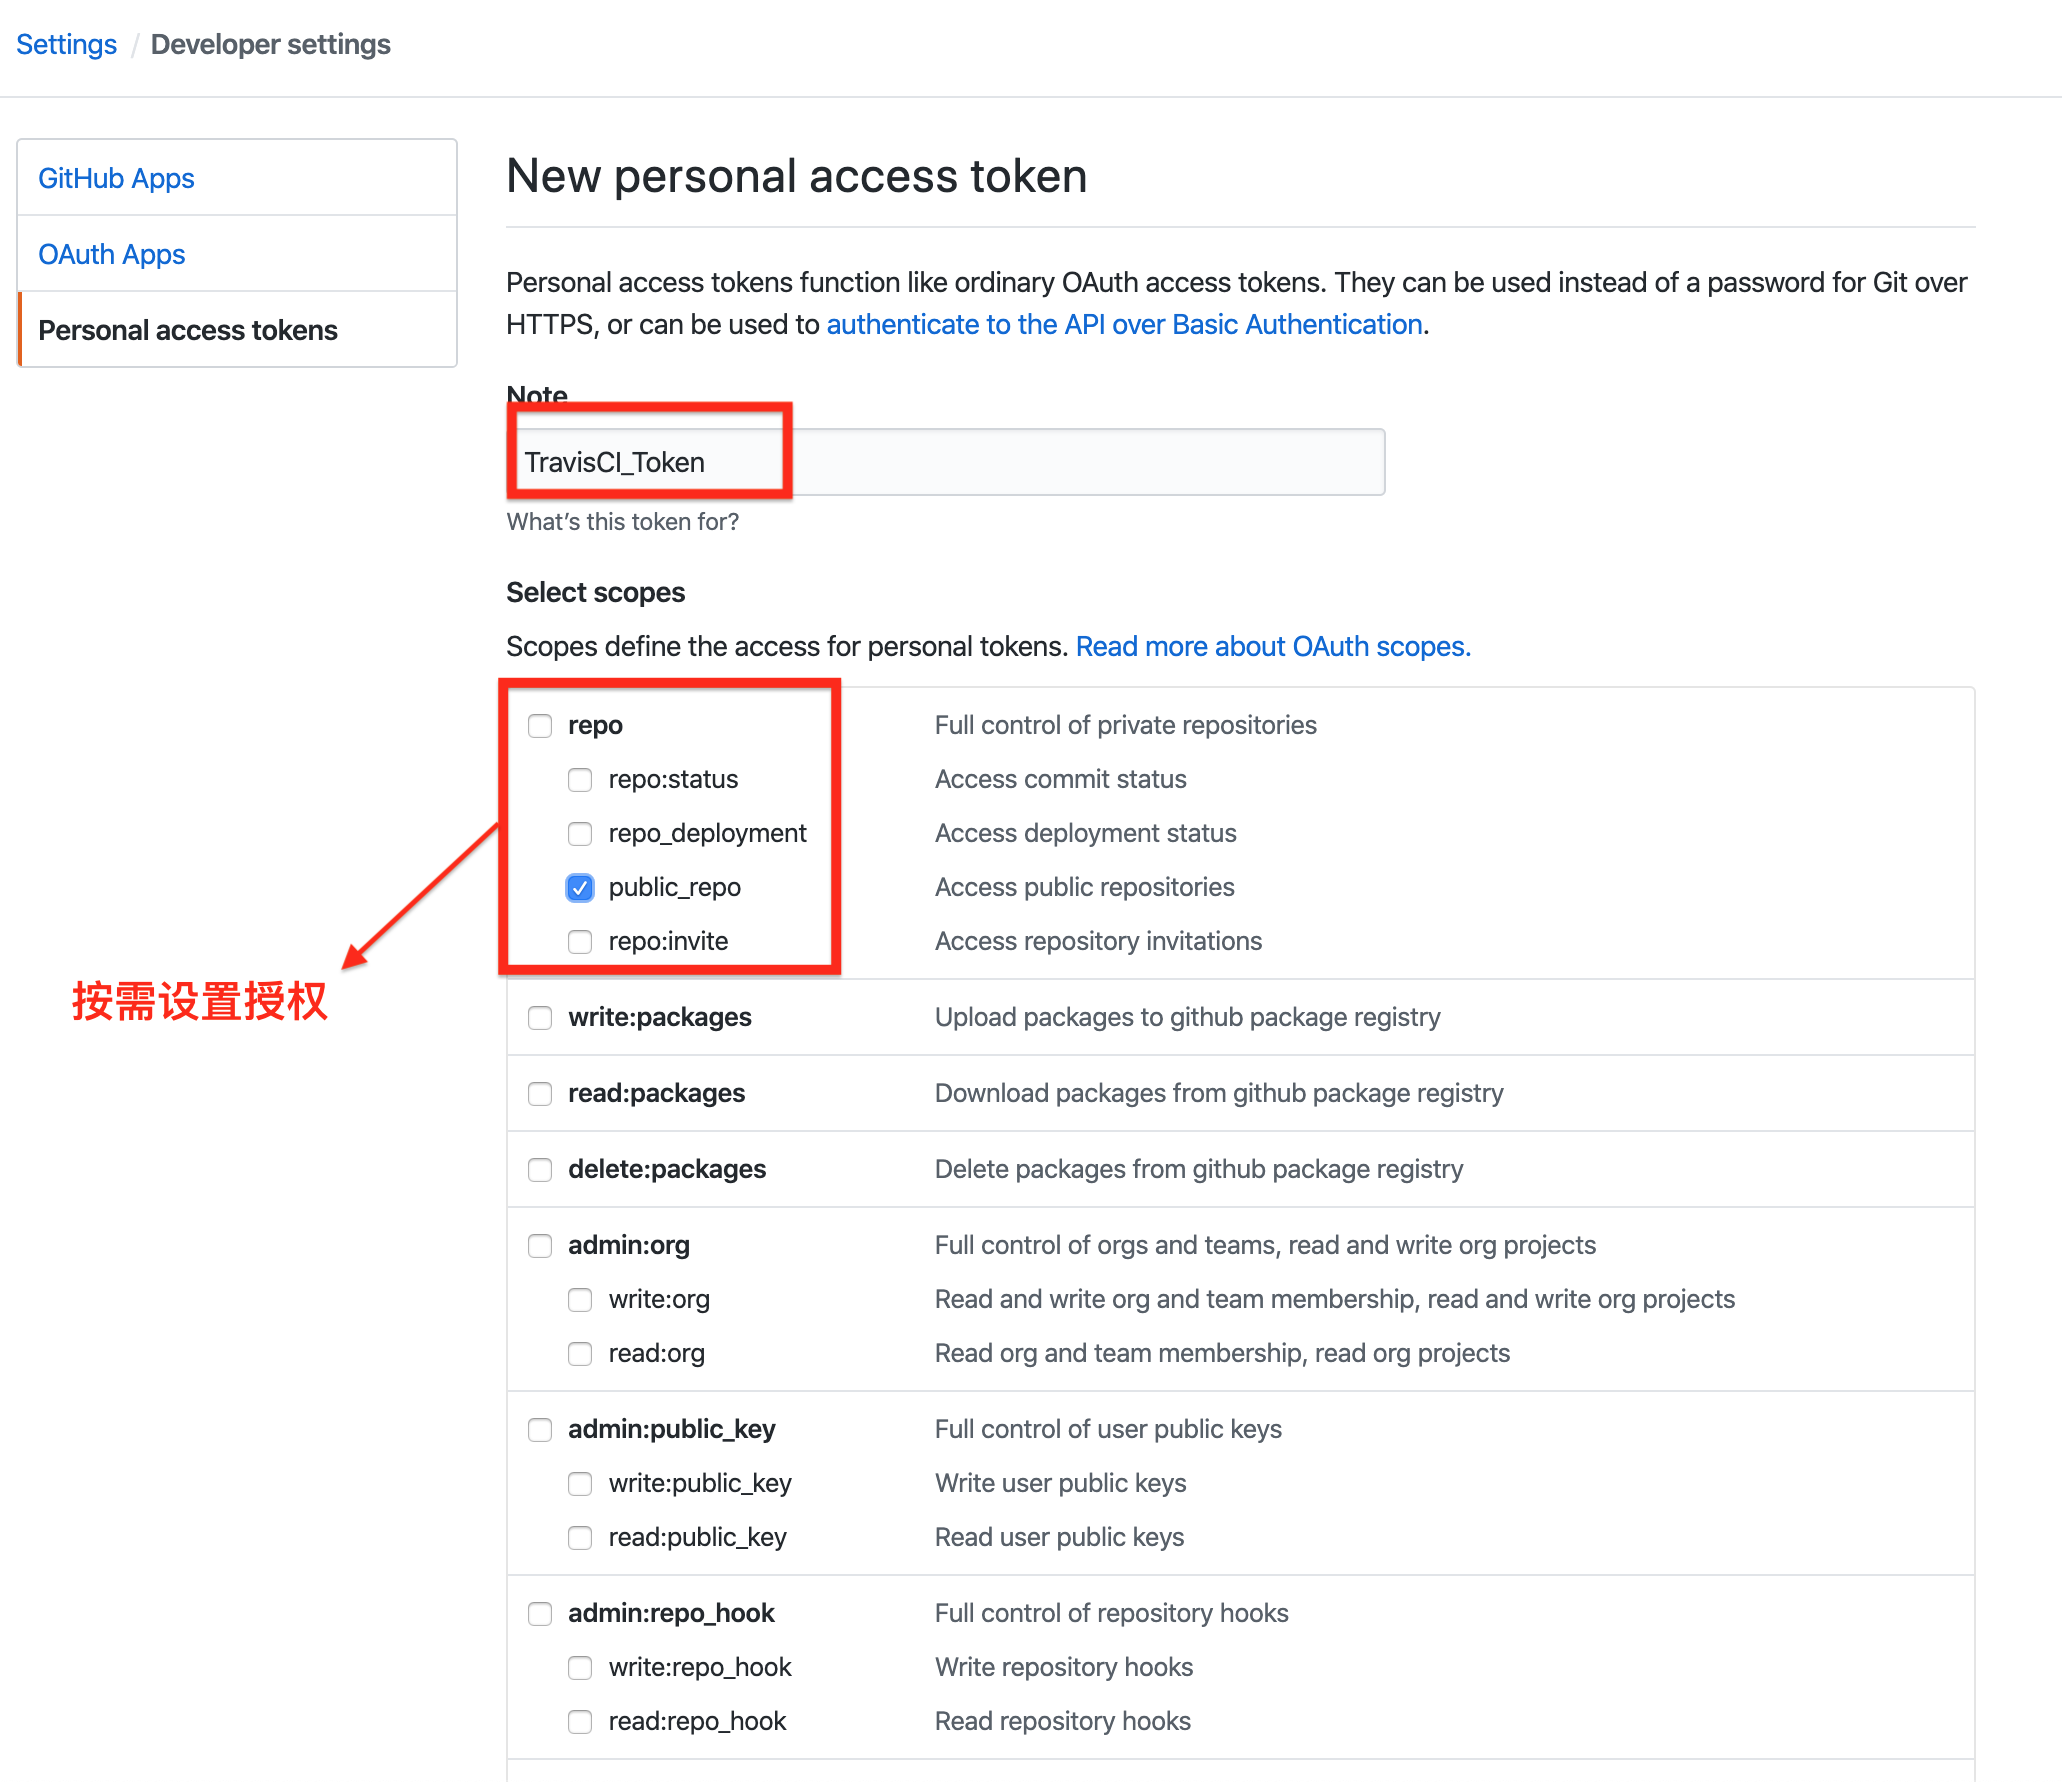 Settings / Developer settings
GitHub Apps
OAuth Apps
Personal access tokens
New personal access token
Personal access tokens function like ordinary OAuth access tokens. They can be used instead of a password for Git over
HTTPS, or can be used to authenticate to the API over Basic Authentication.
Note
TravisCI_Token
What's this token for?
Select scopes
Scopes define the access for personal tokens. Read more about OAuth scopes.
repo Full control of private repositories
repo:status Access commit status
repo_deployment Access deployment status
public_repo Access public repositories
repo:invite Access repository invitations
按需设置授权
write:packages Upload packages to github package registry
read:packages Download packages from github package registry
delete:packages Delete packages from github package registry
admin:org Full control of orgs and teams, read and write org projects
write:org Read and write org and team membership, read and write org projects
read:org Read org and team membership, read org projects
admin:public_key Full control of user public keys
write:public_key Write user public keys
read:public_key Read user public keys
admin:repo_hook Full control of repository hooks
write:repo_hook Write repository hooks
read:repo_hook Read repository hooks